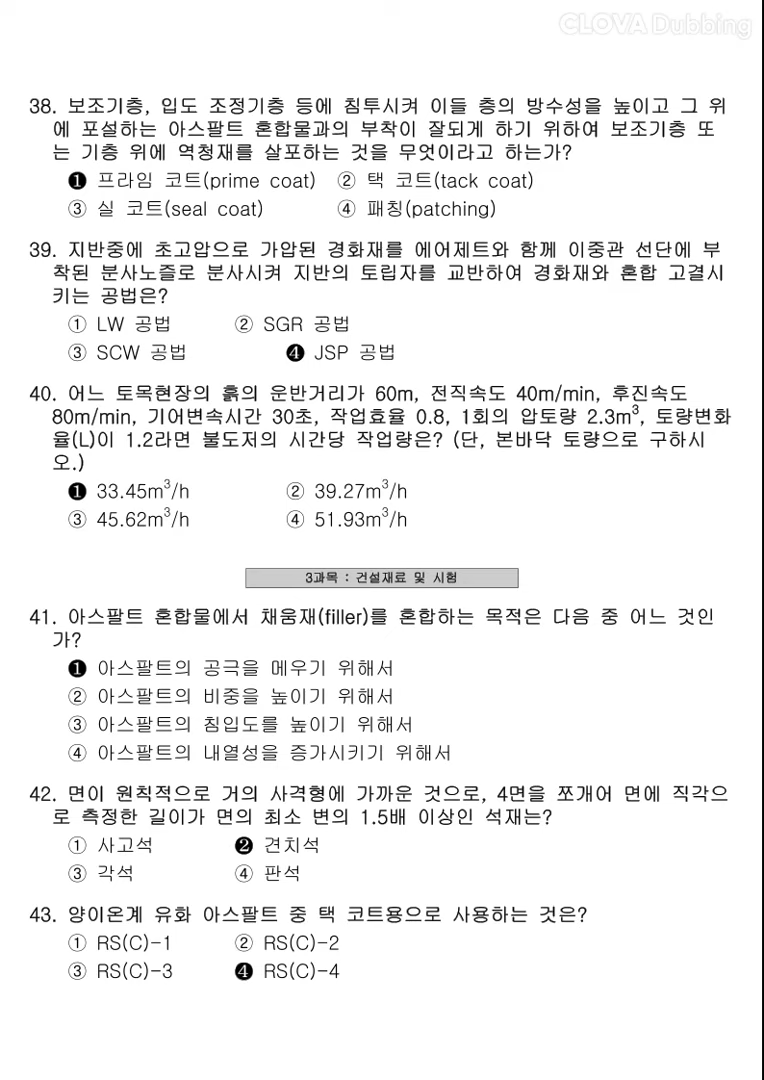 CLOVA Dubbing
38. 보조기층, 입도 조정기층 등에 침투시켜 이들 층의 방수성을 높이고 그 위
에 포설하는 아스팔트 혼합물과의 부착이 잘되게 하기 위하여 보조기층 또
는 기층 위에 역청재를 살포하는 것을 무엇이라고 하는가?
❶ 프라임 코트(prime coat) ② 택 코트(tack coat)
③ 실 코트(seal coat) ④ 패칭(patching)
39. 지반중에 초고압으로 가압된 경화재를 에어제트와 함께 이중관 선단에 부
착된 분사노즐로 분사시켜 지반의 토립자를 교반하여 경화재와 혼합 고결시
키는 공법은?
① LW 공법 ② SGR 공법
③ SCW 공법 ❹ JSP 공법
40. 어느 토목현장의 흙의 운반거리가 60m, 전진속도 40m/min, 후진속도
80m/min, 기어변속시간 30초, 작업효율 0.8, 1회의 압토량 2.3m³, 토량변화
율(L)이 1.2라면 불도저의 시간당 작업량은? (단, 본바닥 토량으로 구하시
오.)
❶ 33.45m³/h ② 39.27m³/h
③ 45.62m³/h ④ 51.93m³/h
3과목 : 건설재료 및 시험
41. 아스팔트 혼합물에서 채움재(filler)를 혼합하는 목적은 다음 중 어느 것인
가?
❶ 아스팔트의 공극을 메우기 위해서
② 아스팔트의 비중을 높이기 위해서
③ 아스팔트의 침입도를 높이기 위해서
④ 아스팔트의 내열성을 증가시키기 위해서
42. 면이 원칙적으로 거의 사격형에 가까운 것으로, 4면을 쪼개어 면에 직각으
로 측정한 길이가 면의 최소 변의 1.5배 이상인 석재는?
① 사고석 ❷ 견치석
③ 각석 ④ 판석
43. 양이온계 유화 아스팔트 중 택 코트용으로 사용하는 것은?
① RS(C)-1 ② RS(C)-2
③ RS(C)-3 ❹ RS(C)-4